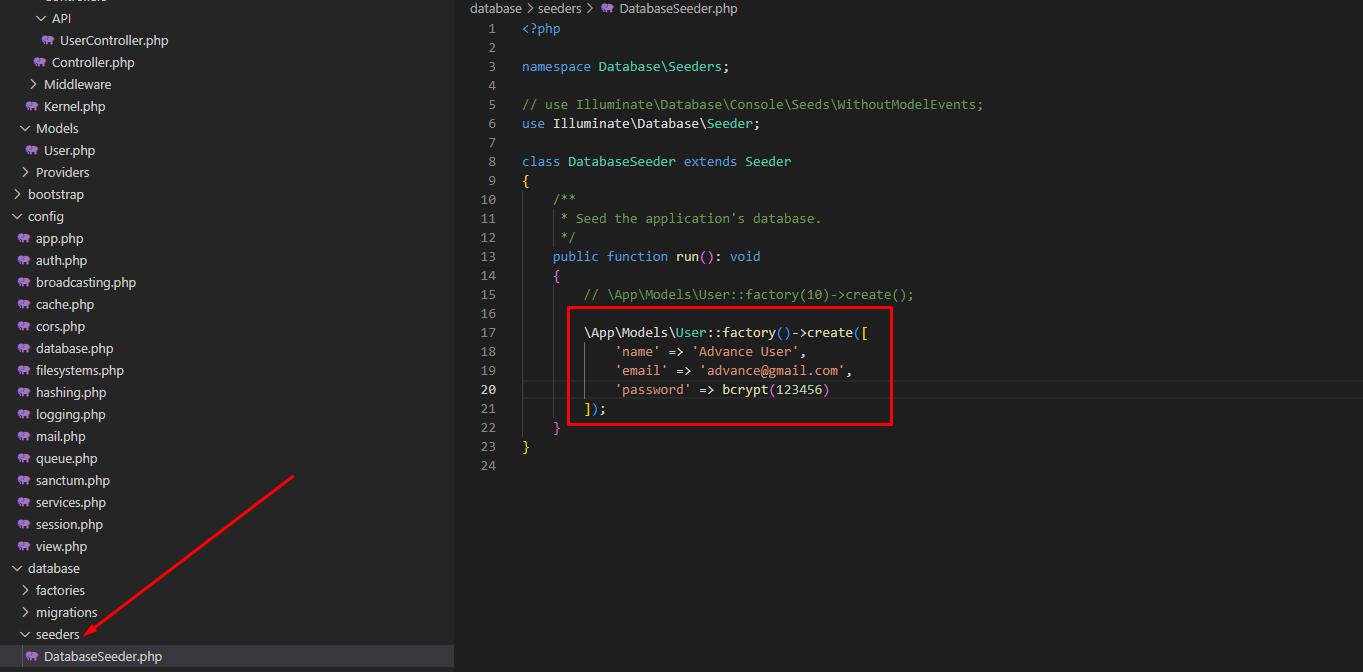 API
UserController.php
Controller.php
Middleware
Kernel.php
Models
User.php
Providers
bootstrap
config
app.php
auth.php
broadcasting.php
cache.php
cors.php
database.php
filesystems.php
hashing.php
logging.php
mail.php
queue.php
sanctum.php
services.php
session.php
view.php
database
factories
migrations
seeders
DatabaseSeeder.php
database > seeders > DatabaseSeeder.php
1 <?php
2
3 namespace Database\Seeders;
4
5 // use Illuminate\Database\Console\Seeds\WithoutModelEvents;
6 use Illuminate\Database\Seeder;
7
8 class DatabaseSeeder extends Seeder
9 {
10 /**
11 * Seed the application's database.
12 */
13 public function run(): void
14 {
15 // \App\Models\User::factory(10)->create();
16
17 \App\Models\User::factory()->create([
18 'name' => 'Advance User',
19 'email' => 'advance@gmail.com',
20 'password' => bcrypt(123456)
21 ]);
22 }
23 }
24